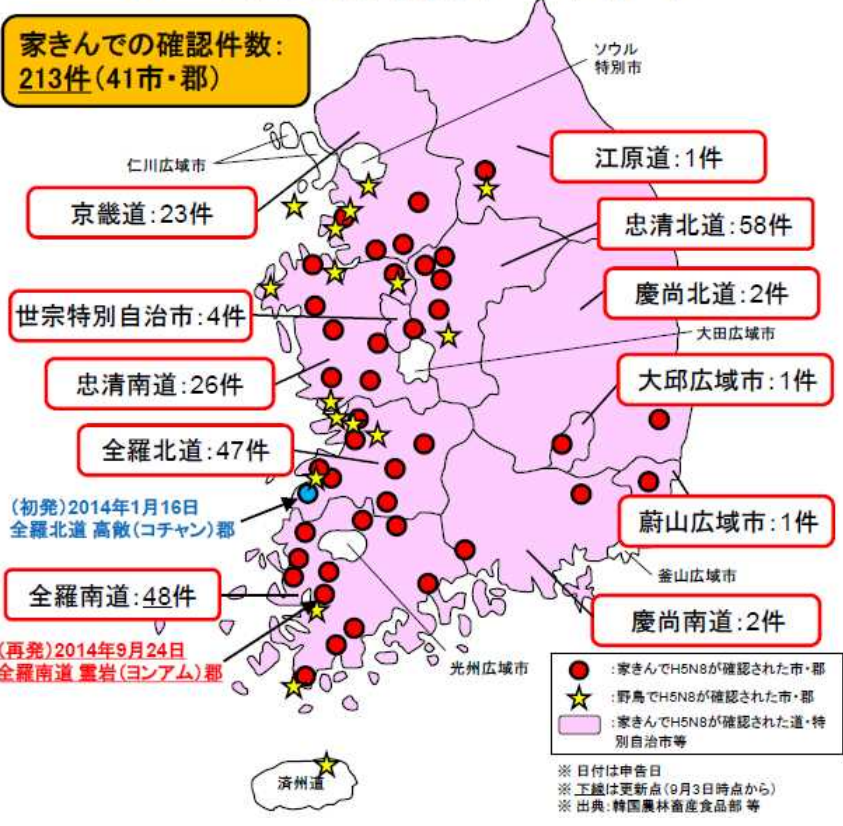 家きんでの確認件数：
213件（41市・郡）
ソウル
特別市
仁川広域市
江原道：1件
京畿道：23件
忠清北道：58件
慶尚北道：2件
世宗特別自治市：4件
大田広域市
忠清南道：26件
大邱広域市：1件
全羅北道：47件
（初発）2014年1月16日
全羅北道 高敞（コチャン）郡
蔚山広域市：1件
釜山広域市
全羅南道：48件
慶尚南道：2件
（再発）2014年9月24日
全羅南道 霊岩（ヨンアム）郡
光州広域市
：家きんでH5N8が確認された市・郡
：野鳥でH5N8が確認された市・郡
：家きんでH5N8が確認された道・特
別自治市等
済州道
※ 日付は申告日
※ 下線は更新点（9月3日時点から）
※ 出典：韓国農林畜産食品部 等